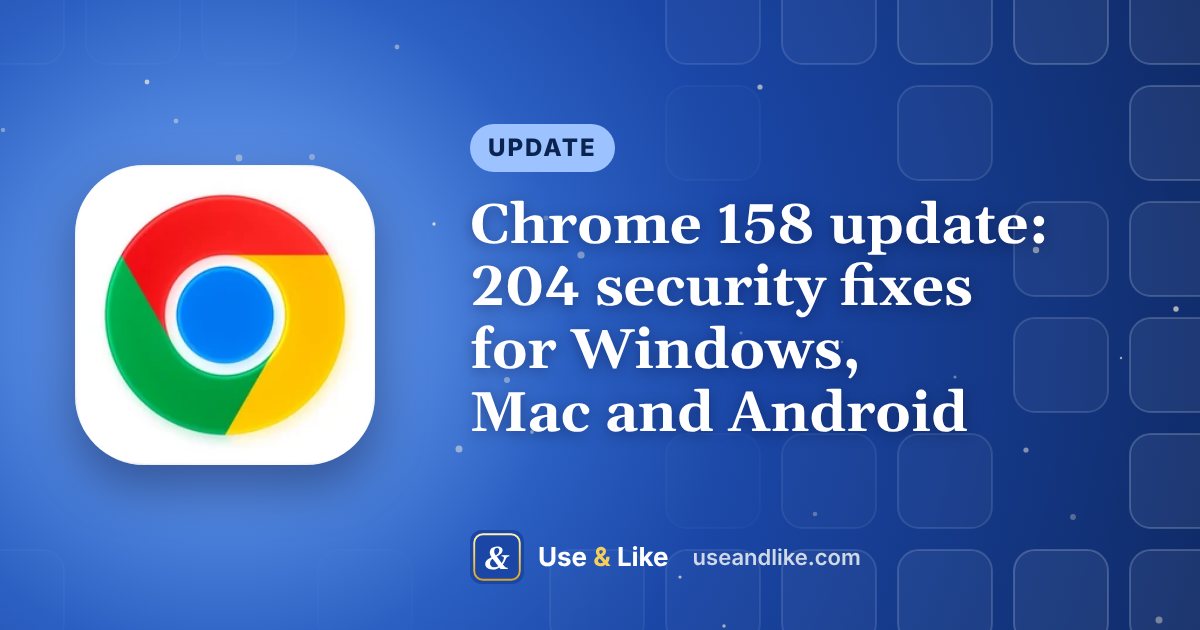 UPDATE
Chrome 158 update:
204 security fixes
for Windows,
Mac and Android
& Use & Like useandlike.com